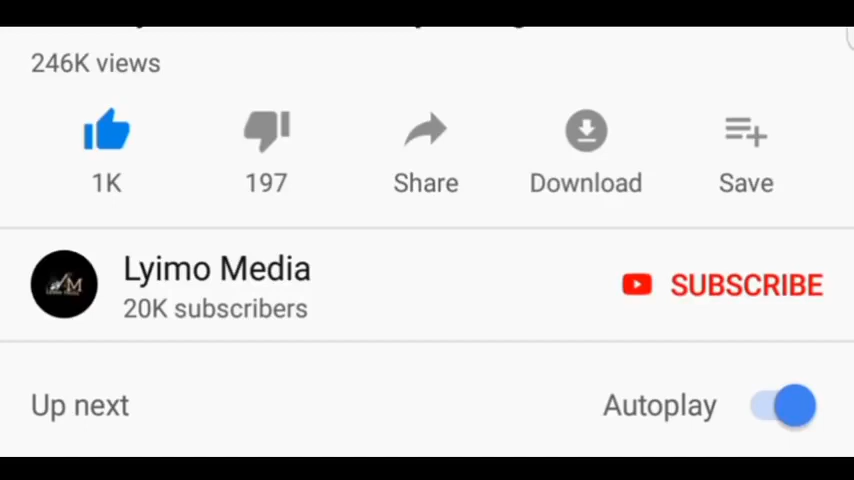 246K views
1K
197
Share
Download
Save
Lyimo Media
20K subscribers
SUBSCRIBE
Up next
Autoplay